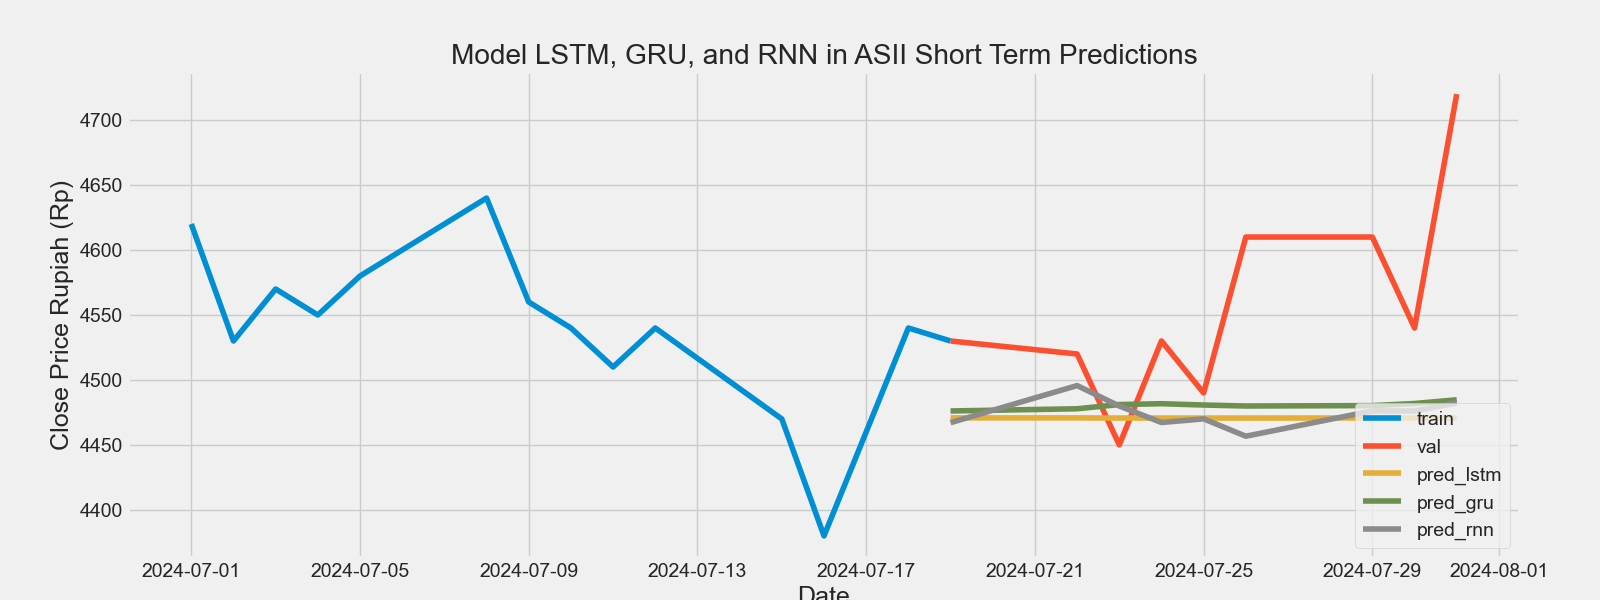 Model LSTM, GRU, and RNN in ASII Short Term Predictions
Close Price Rupiah (Rp)
4700
4650
4600
4550
4500
4450
4400
train
val
pred_lstm
pred_gru
pred_rnn
2024-07-01 2024-07-05 2024-07-09 2024-07-13 2024-07-17 2024-07-21 2024-07-25 2024-07-29 2024-08-01
Date